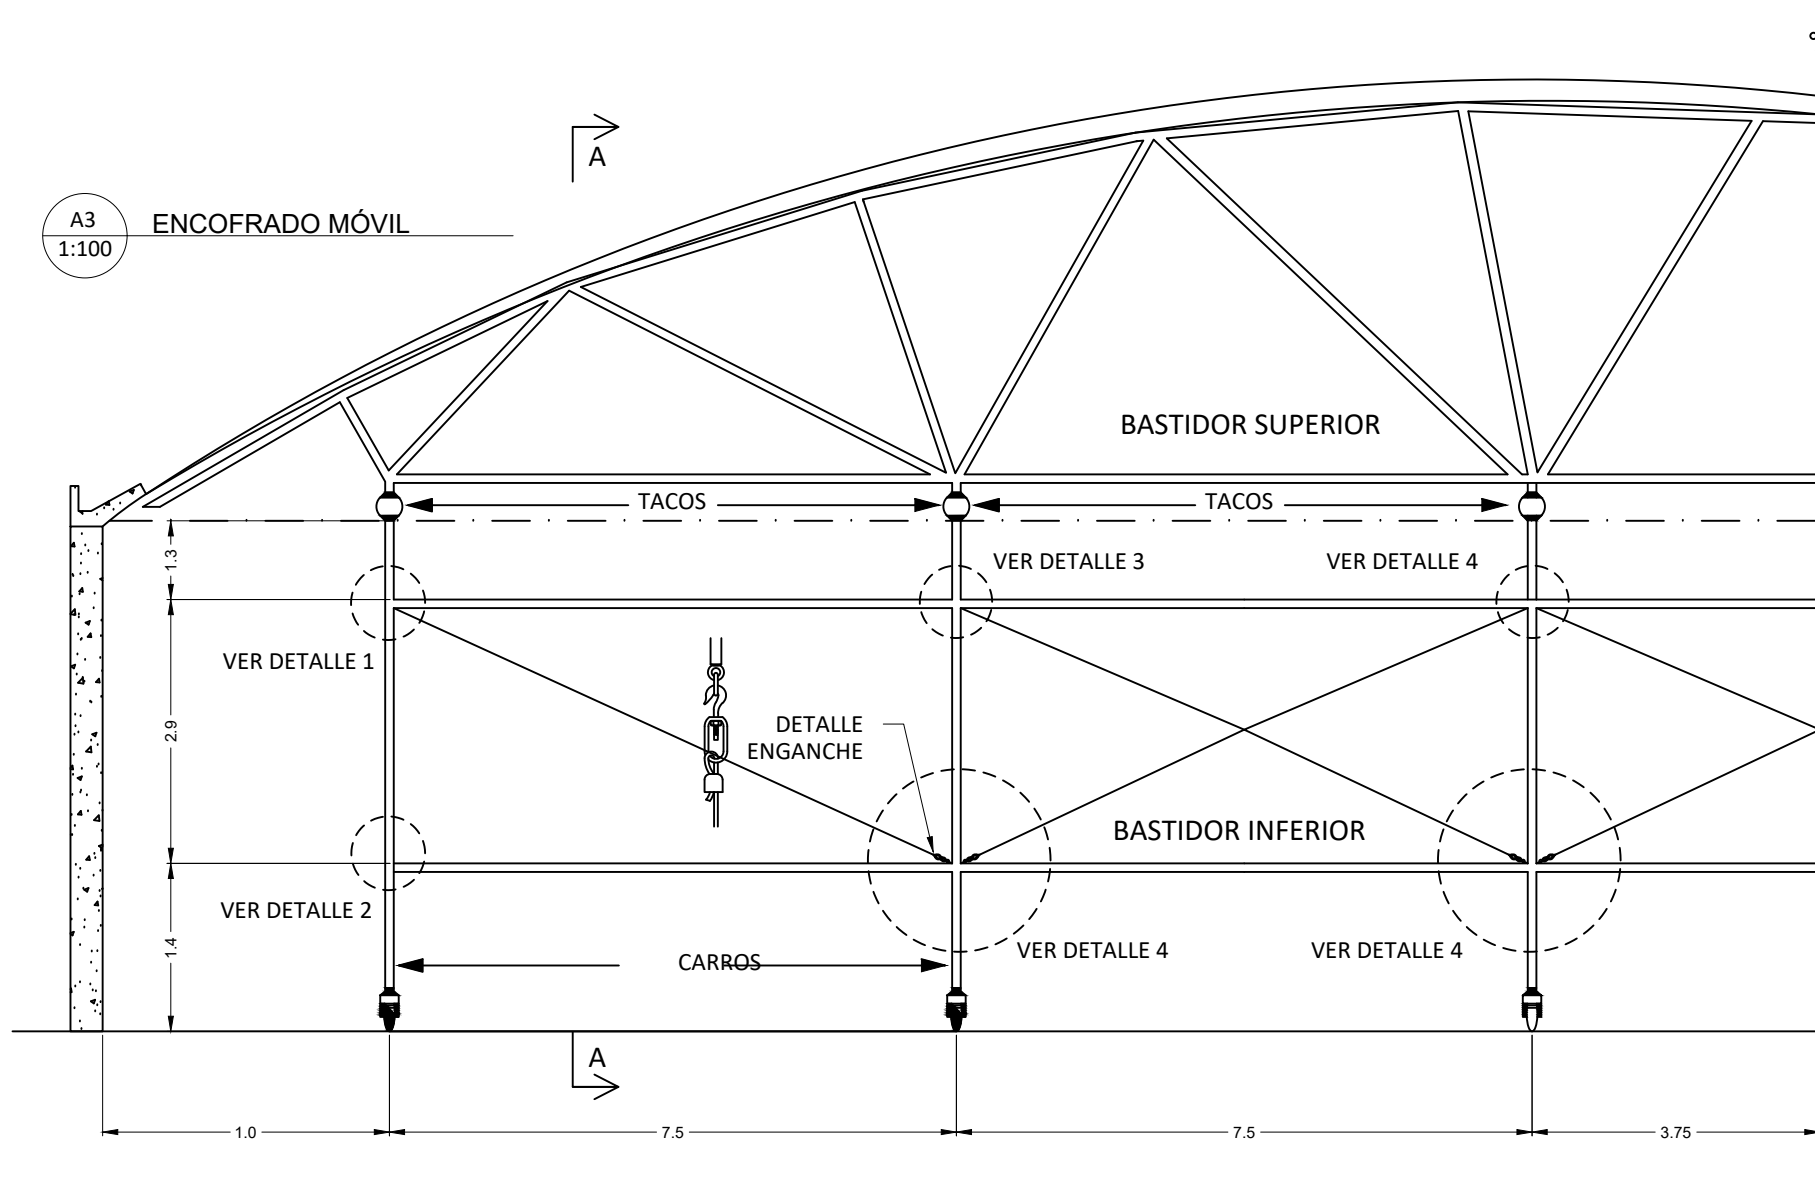 A
A3
1:100
ENCOFRADO MÓVIL
BASTIDOR SUPERIOR
TACOS
TACOS
1.3
VER DETALLE 3
VER DETALLE 4
VER DETALLE 1
2.9
DETALLE
ENGANCHE
BASTIDOR INFERIOR
VER DETALLE 2
1.4
CARROS
VER DETALLE 4
VER DETALLE 4
A
1.0
7.5
7.5
3.75